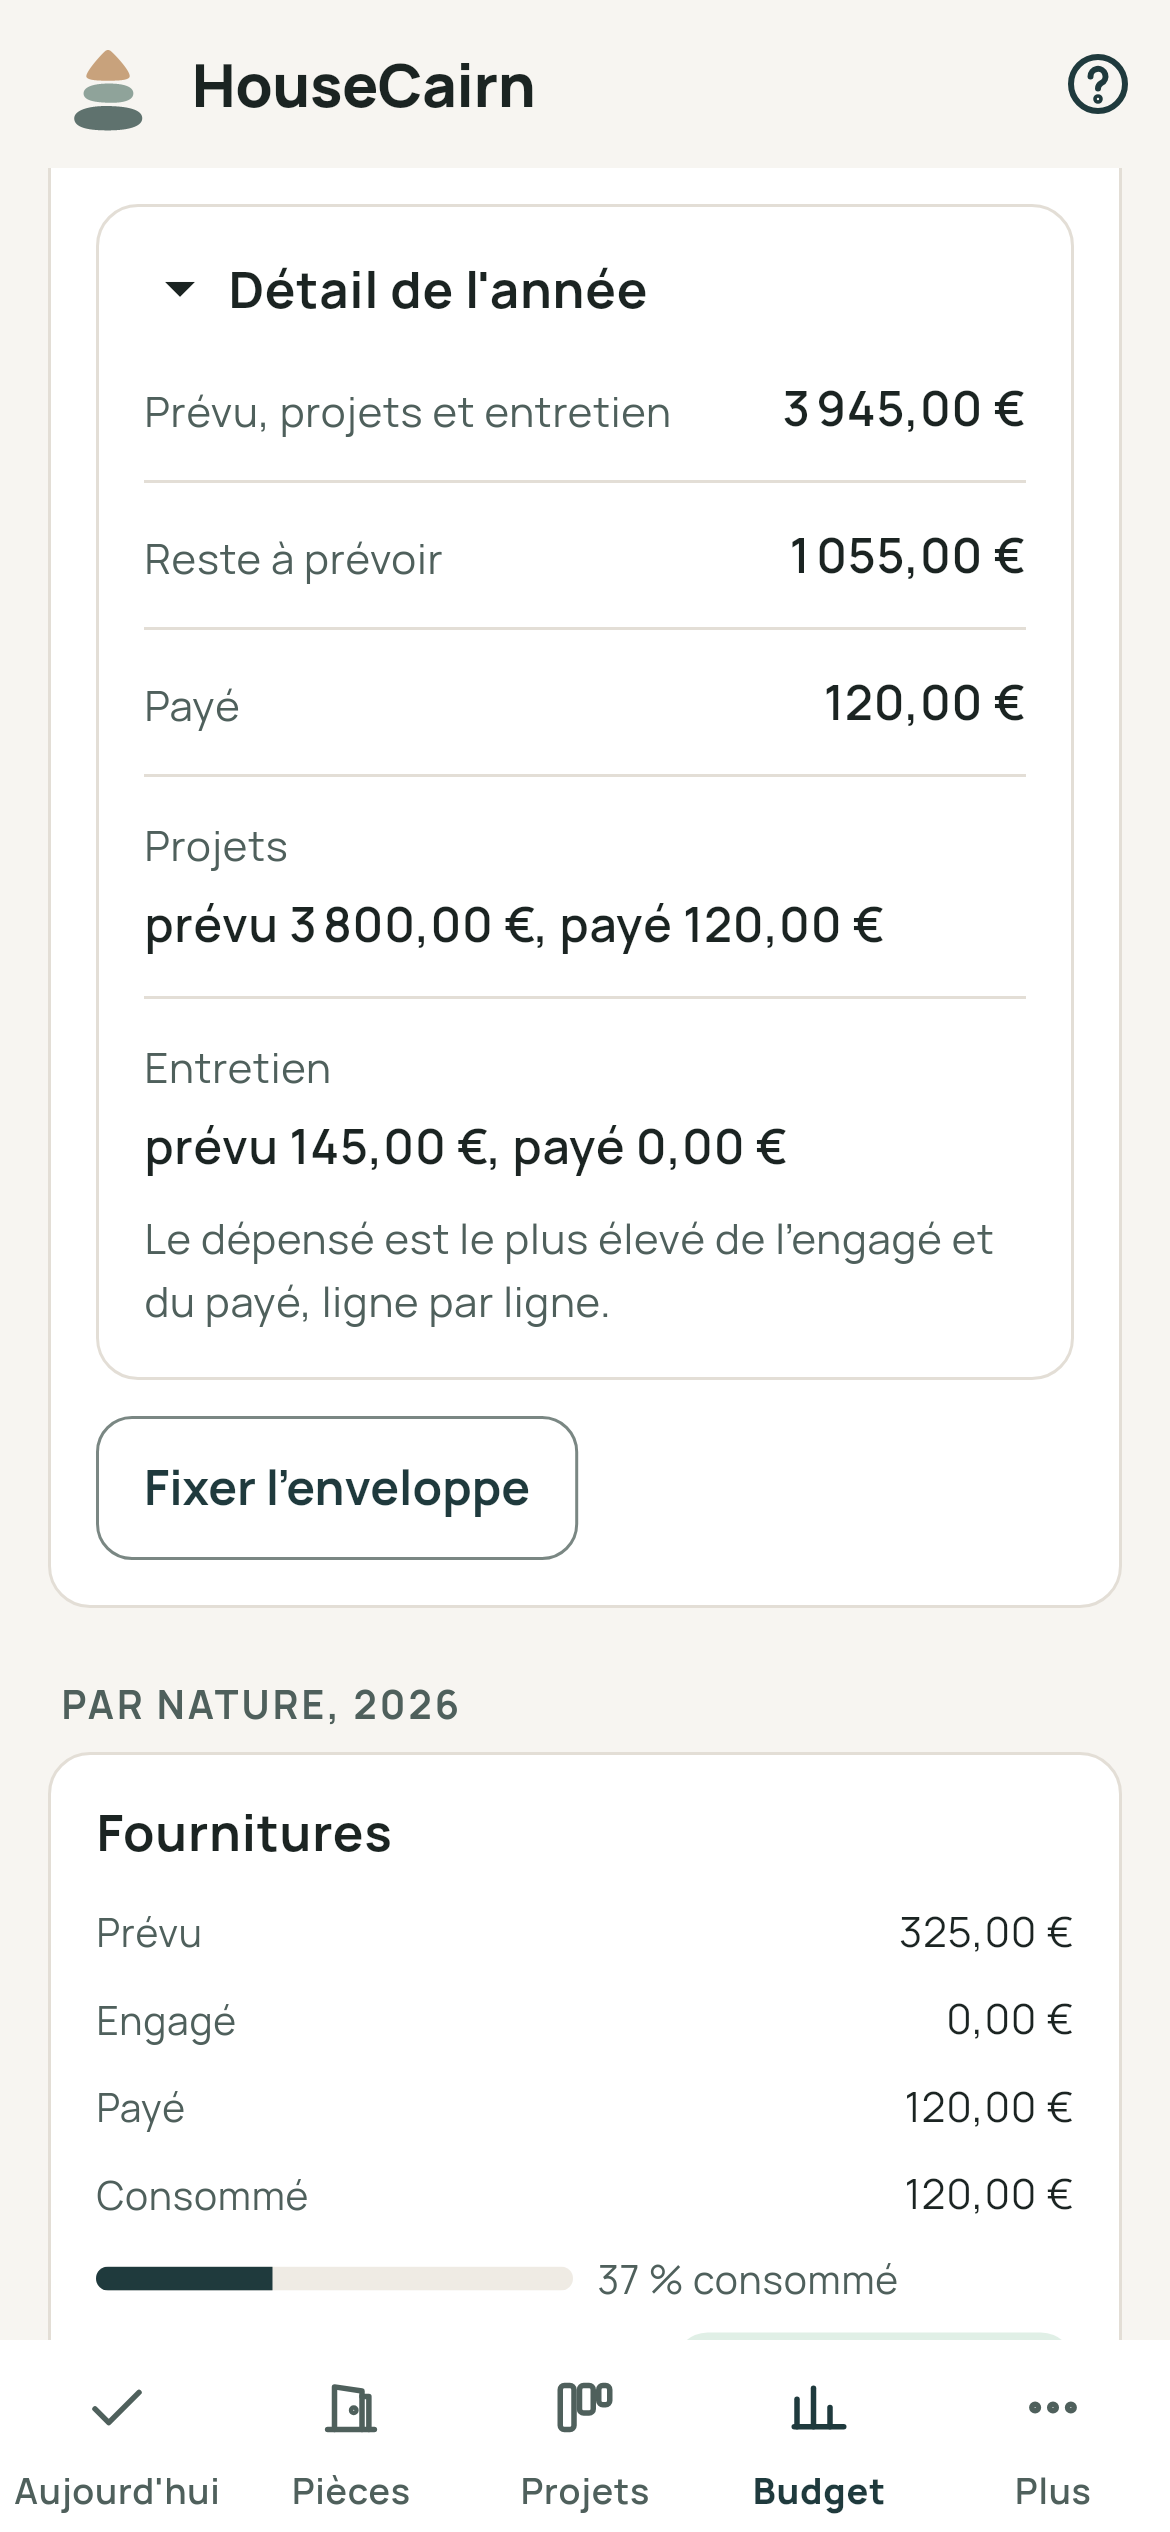 HouseCairn
Détail de l'année
Prévu, projets et entretien 3 945,00 €
Reste à prévoir 1 055,00 €
Payé 120,00 €
Projets
prévu 3 800,00 €, payé 120,00 €
Entretien
prévu 145,00 €, payé 0,00 €
Le dépensé est le plus élevé de l’engagé et
du payé, ligne par ligne.
Fixer l’enveloppe
PAR NATURE, 2026
Fournitures
Prévu 325,00 €
Engagé 0,00 €
Payé 120,00 €
Consommé 120,00 €
37 % consommé
Aujourd'hui Pièces Projets Budget Plus